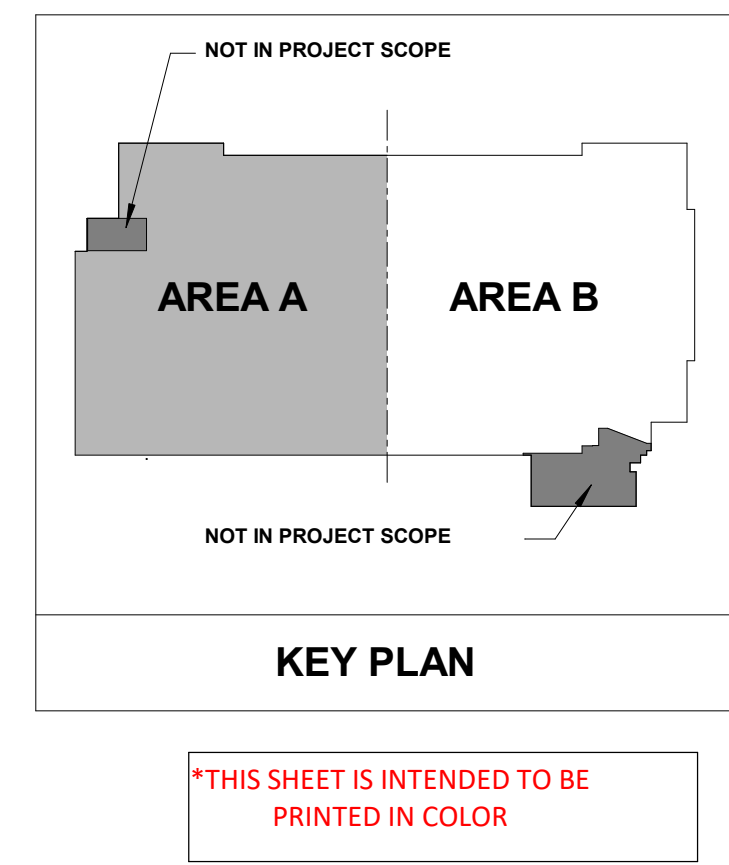 NOT IN PROJECT SCOPE
AREA A
AREA B
NOT IN PROJECT SCOPE
KEY PLAN
*THIS SHEET IS INTENDED TO BE
PRINTED IN COLOR